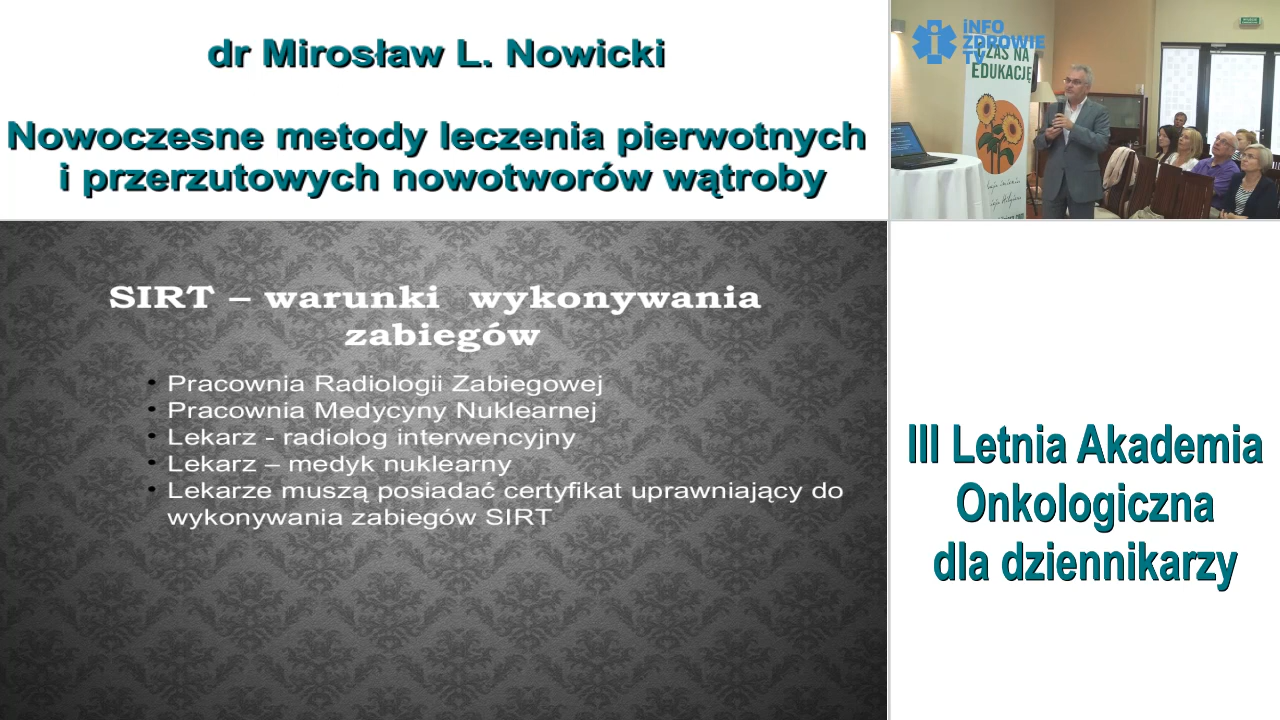 dr Mirosław L. Nowicki
Nowoczesne metody leczenia pierwotnych
i przerzutowych nowotworów wątroby
iNFO
ZDROWIE
TV
CZAS NA
EDUKACJĘ
SIRT – warunki wykonywania
zabiegów
• Pracownia Radiologii Zabiegowej
• Pracownia Medycyny Nuklearnej
• Lekarz - radiolog interwencyjny
• Lekarz – medyk nuklearny
• Lekarze muszą posiadać certyfikat uprawniający do
wykonywania zabiegów SIRT
III Letnia Akademia
Onkologiczna
dla dziennikarzy